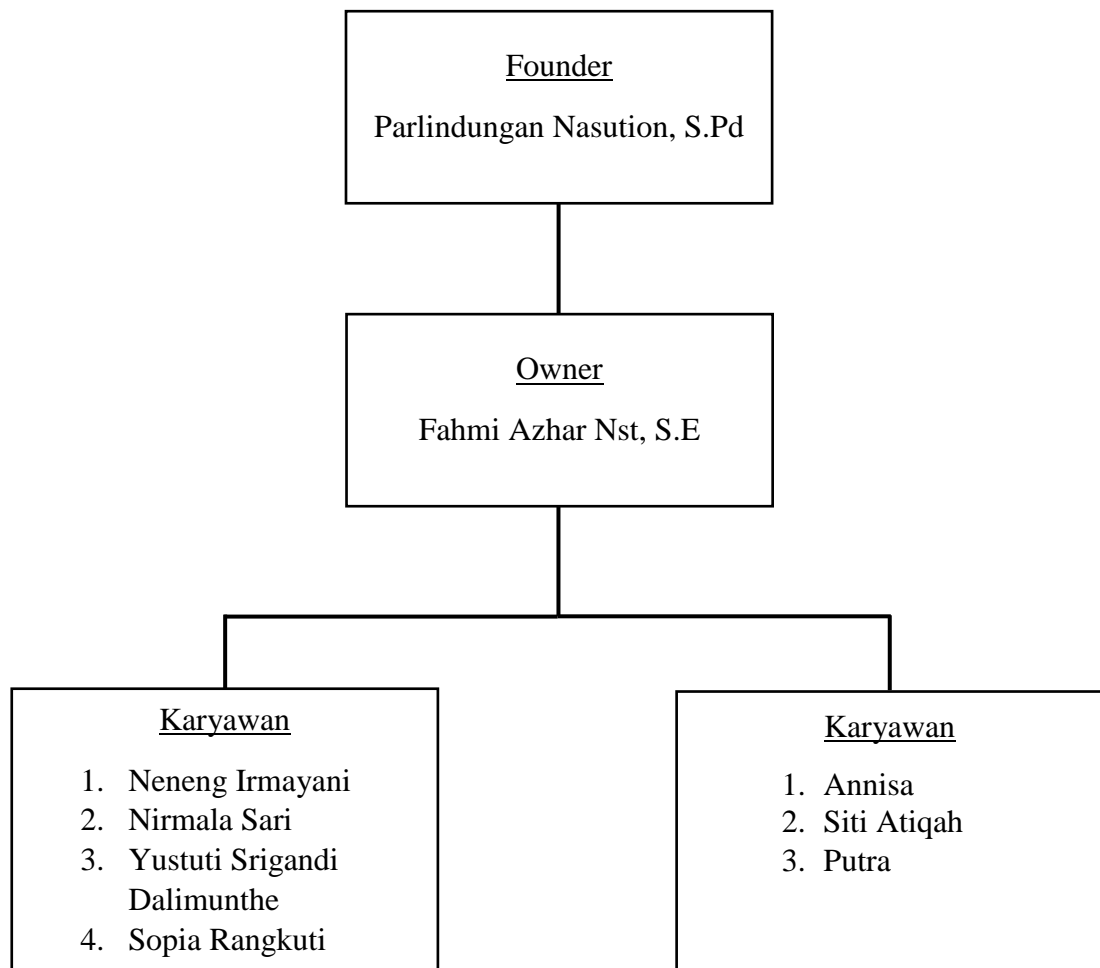 Founder
Parlindungan Nasution, S.Pd
Owner
Fahmi Azhar Nst, S.E
Karyawan
1. Neneng Irmayani
2. Nirmala Sari
3. Yustuti Srigandi
Dalimunthe
4. Sopia Rangkuti
Karyawan
1. Annisa
2. Siti Atiqah
3. Putra